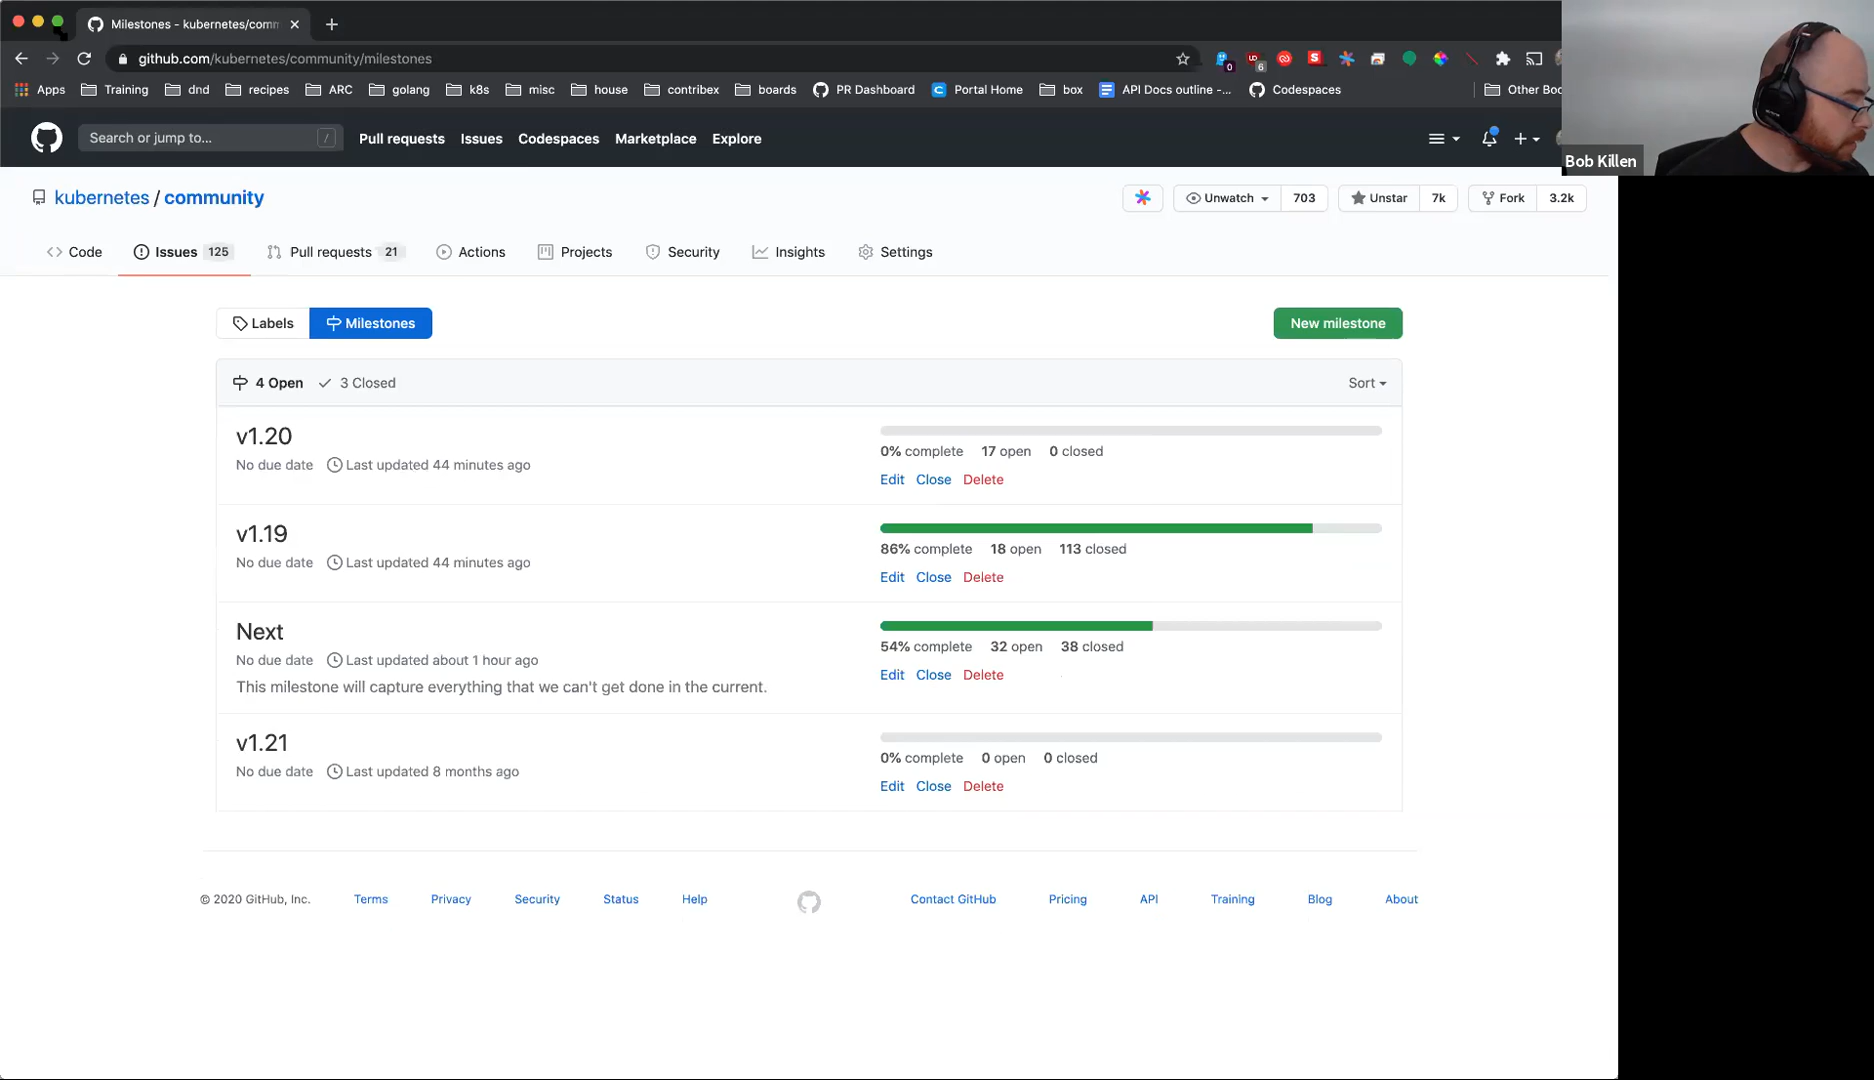 Milestones - kubernetes/comm
github.com/kubernetes/community/milestones
0
UD
6
S
Apps Training dnd recipes ARC golang k8s misc house contribex boards PR Dashboard Portal Home box API Docs outline -... Codespaces Other Boo
Bob Killen
Search or jump to... / Pull requests Issues Codespaces Marketplace Explore
kubernetes / community
Unwatch 703 Unstar 7k Fork 3.2k
Code Issues 125 Pull requests 21 Actions Projects Security Insights Settings
Labels Milestones New milestone
4 Open 3 Closed Sort
v1.20
No due date Last updated 44 minutes ago
0% complete 17 open 0 closed
Edit Close Delete
v1.19
No due date Last updated 44 minutes ago
86% complete 18 open 113 closed
Edit Close Delete
Next
No due date Last updated about 1 hour ago
This milestone will capture everything that we can't get done in the current.
54% complete 32 open 38 closed
Edit Close Delete
v1.21
No due date Last updated 8 months ago
0% complete 0 open 0 closed
Edit Close Delete
© 2020 GitHub, Inc. Terms Privacy Security Status Help Contact GitHub Pricing API Training Blog About